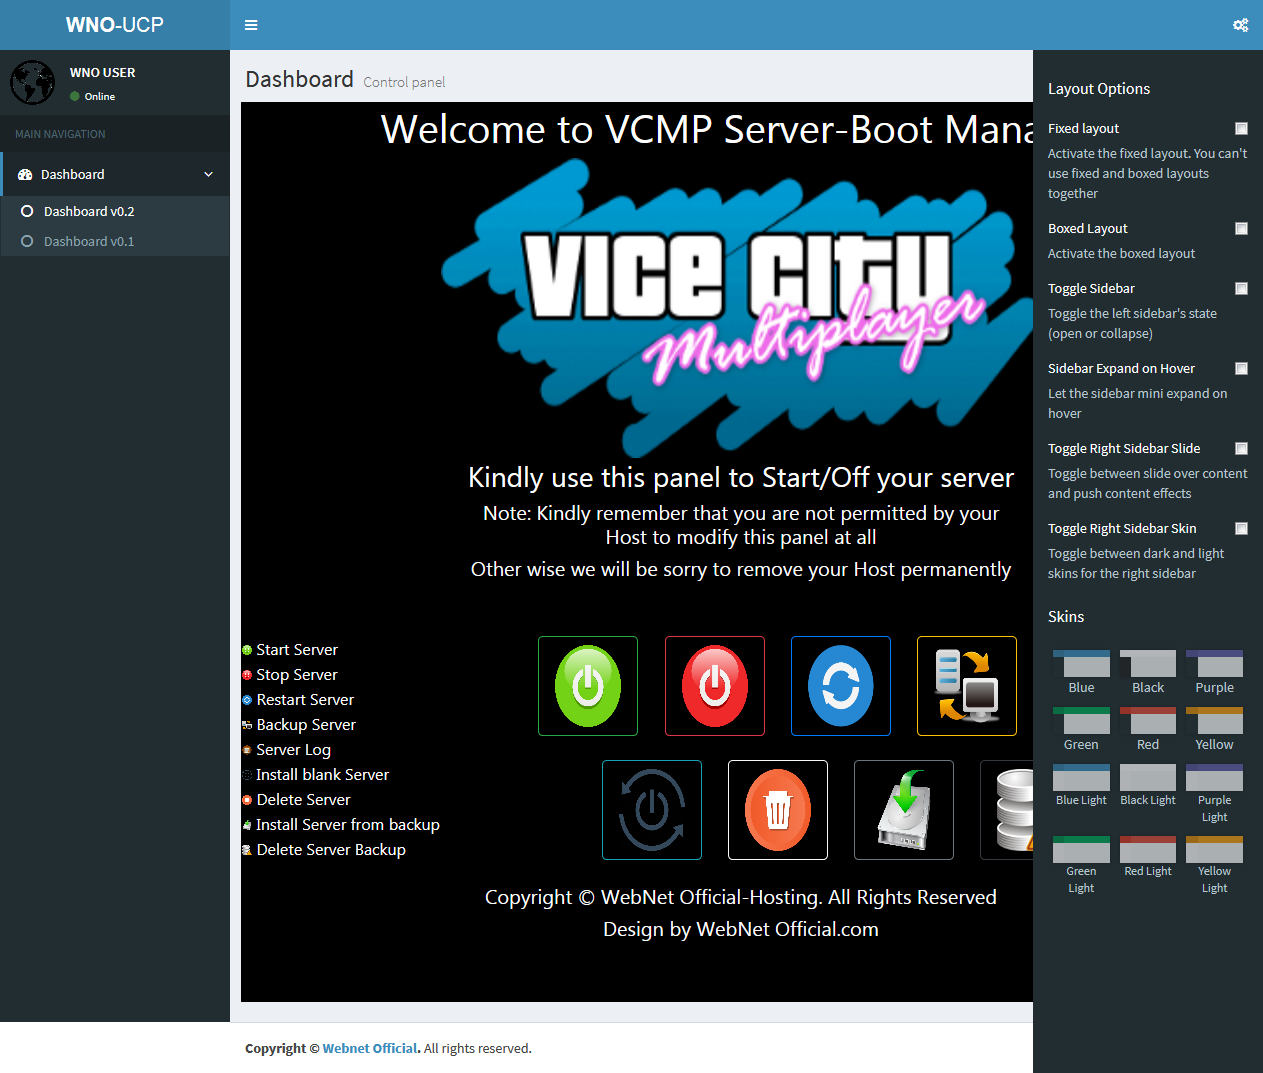 WNO-UCP
WNO USER
Online
MAIN NAVIGATION
Dashboard
Dashboard v0.2
Dashboard v0.1
Dashboard Control panel
Welcome to VCMP Server-Boot Mana
VICE CITY
Multiplayer
Kindly use this panel to Start/Off your server
Note: Kindly remember that you are not permitted by your
Host to modify this panel at all
Other wise we will be sorry to remove your Host permanently
Start Server
Stop Server
Restart Server
Backup Server
Server Log
Install blank Server
Delete Server
Install Server from backup
Delete Server Backup
Copyright © WebNet Official-Hosting. All Rights Reserved
Design by WebNet Official.com
Copyright © Webnet Official. All rights reserved.
Layout Options
Fixed layout
Activate the fixed layout. You can't
use fixed and boxed layouts
together
Boxed Layout
Activate the boxed layout
Toggle Sidebar
Toggle the left sidebar's state
(open or collapse)
Sidebar Expand on Hover
Let the sidebar mini expand on
hover
Toggle Right Sidebar Slide
Toggle between slide over content
and push content effects
Toggle Right Sidebar Skin
Toggle between dark and light
skins for the right sidebar
Skins
Blue Black Purple
Green Red Yellow
Blue Light Black Light Purple
Light
Green Red Light Yellow
Light Light